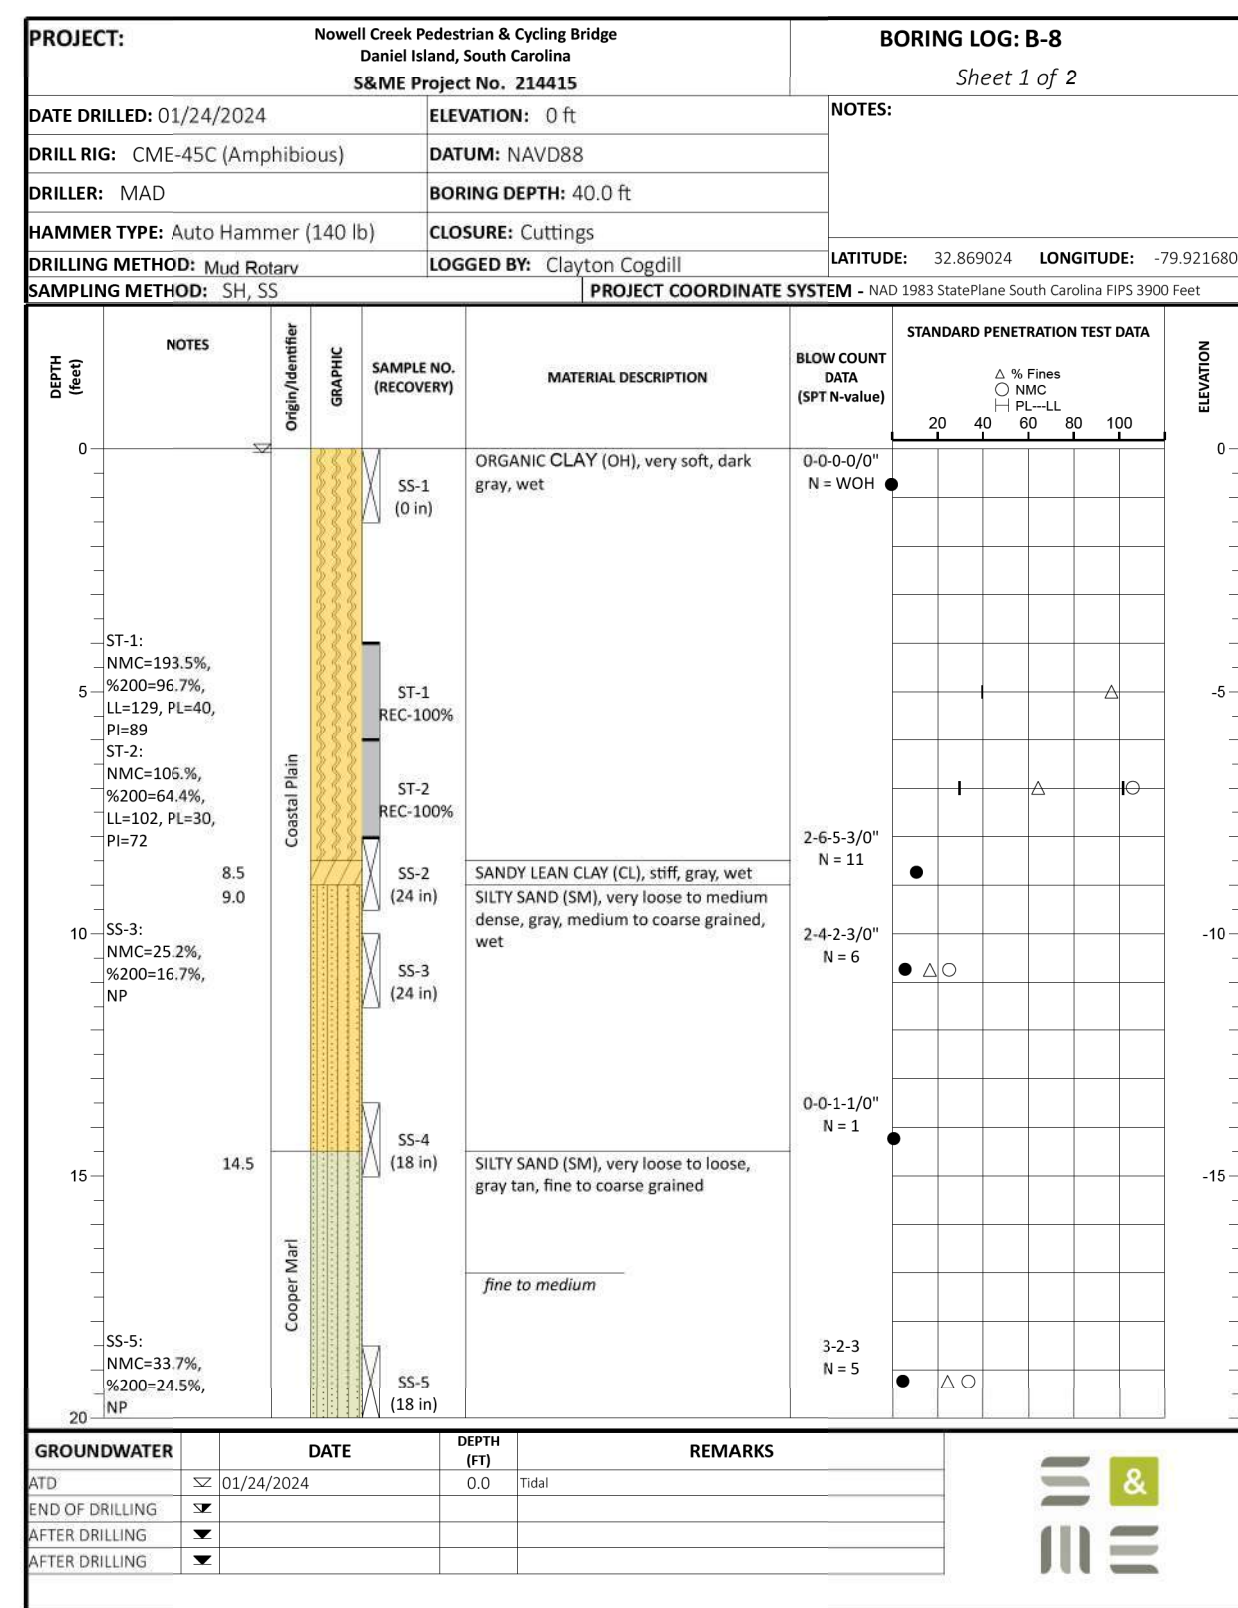 PROJECT:
Nowell Creek Pedestrian & Cycling Bridge
Daniel Island, South Carolina
S&ME Project No. 214415
BORING LOG: B-8
Sheet 1 of 2
DATE DRILLED: 01/24/2024
ELEVATION: 0 ft
NOTES:
DRILL RIG: CME-45C (Amphibious)
DATUM: NAVD88
DRILLER: MAD
BORING DEPTH: 40.0 ft
HAMMER TYPE: Auto Hammer (140 lb)
CLOSURE: Cuttings
DRILLING METHOD: Mud Rotary
LOGGED BY: Clayton Cogdill
LATITUDE: 32.869024 LONGITUDE: -79.921680
SAMPLING METHOD: SH, SS
PROJECT COORDINATE SYSTEM - NAD 1983 StatePlane South Carolina FIPS 3900 Feet
DEPTH
(feet)
NOTES
Origin/Identifier
GRAPHIC
SAMPLE NO.
(RECOVERY)
MATERIAL DESCRIPTION
BLOW COUNT
DATA
(SPT N-value)
STANDARD PENETRATION TEST DATA
△ % Fines
○ NMC
PL---LL
20 40 60 80 100
ELEVATION
0
SS-1
(0 in)
ORGANIC CLAY (OH), very soft, dark
gray, wet
0-0-0-0/0"
N = WOH
0
ST-1:
NMC=193.5%,
%200=96.7%,
LL=129, PL=40,
PI=89
5
ST-1
REC-100%
-5
ST-2:
NMC=106.%,
%200=64.4%,
LL=102, PL=30,
PI=72
Coastal Plain
ST-2
REC-100%
2-6-5-3/0"
N = 11
8.5
SS-2
(24 in)
SANDY LEAN CLAY (CL), stiff, gray, wet
9.0
SILTY SAND (SM), very loose to medium
dense, gray, medium to coarse grained,
wet
10
SS-3:
NMC=25.2%,
%200=16.7%,
NP
SS-3
(24 in)
2-4-2-3/0"
N = 6
-10
0-0-1-1/0"
N = 1
14.5
SS-4
(18 in)
SILTY SAND (SM), very loose to loose,
gray tan, fine to coarse grained
15
-15
Cooper Marl
fine to medium
SS-5:
NMC=33.7%,
%200=24.5%,
NP
SS-5
(18 in)
3-2-3
N = 5
20
GROUNDWATER
DATE
DEPTH
(FT)
REMARKS
ATD 01/24/2024 0.0 Tidal
END OF DRILLING
AFTER DRILLING
AFTER DRILLING
S&
ME